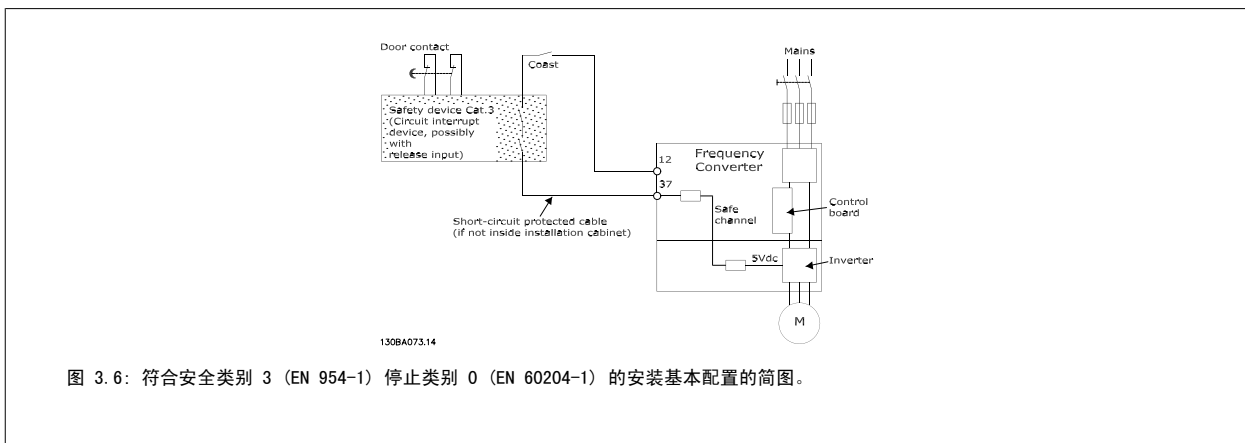 Door contact
Coast
Mains
Safety device Cat.3
(Circuit interrupt
device, possibly
with
release input)
12
37
Frequency
Converter
Safe
channel
Control
board
Short-circuit protected cable
(if not inside installation cabinet)
5Vdc
Inverter
M
130BA073.14
图 3.6: 符合安全类别 3 (EN 954-1) 停止类别 0 (EN 60204-1) 的安装基本配置的简图。